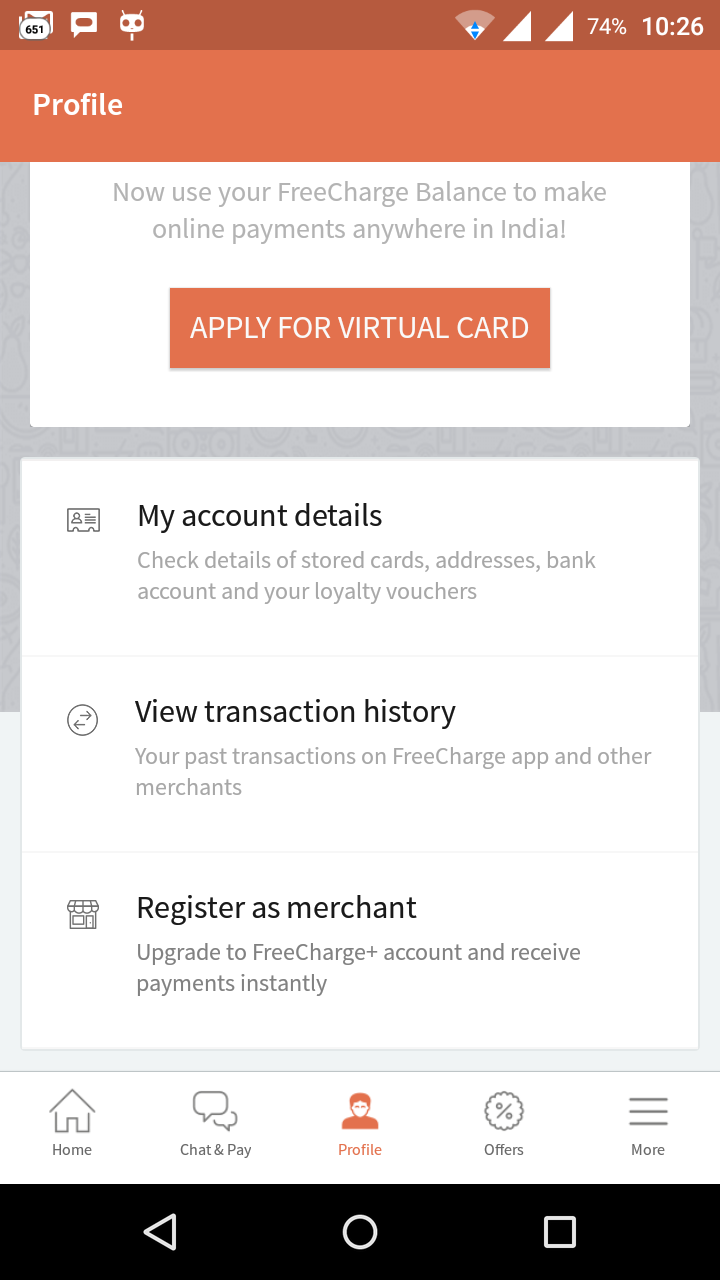 651
74% 10:26
Profile
Now use your FreeCharge Balance to make
online payments anywhere in India!
APPLY FOR VIRTUAL CARD
My account details
Check details of stored cards, addresses, bank
account and your loyalty vouchers
View transaction history
Your past transactions on FreeCharge app and other
merchants
Register as merchant
Upgrade to FreeCharge+ account and receive
payments instantly
Home Chat & Pay Profile Offers More